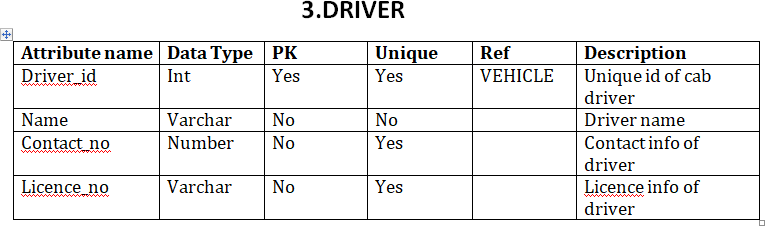 3.DRIVER
Attribute name Data Type PK Unique Ref Description
Driver_id Int Yes Yes VEHICLE Unique id of cab
driver
Name Varchar No No Driver name
Contact_no Number No Yes Contact info of
driver
Licence_no Varchar No Yes Licence info of
driver